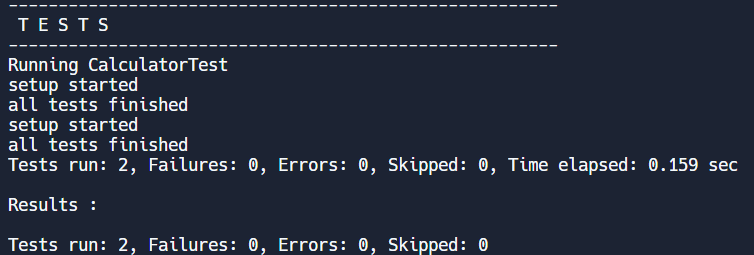 -------------------------------------------------------
T E S T S
-------------------------------------------------------
Running CalculatorTest
setup started
all tests finished
setup started
all tests finished
Tests run: 2, Failures: 0, Errors: 0, Skipped: 0, Time elapsed: 0.159 sec
Results :
Tests run: 2, Failures: 0, Errors: 0, Skipped: 0